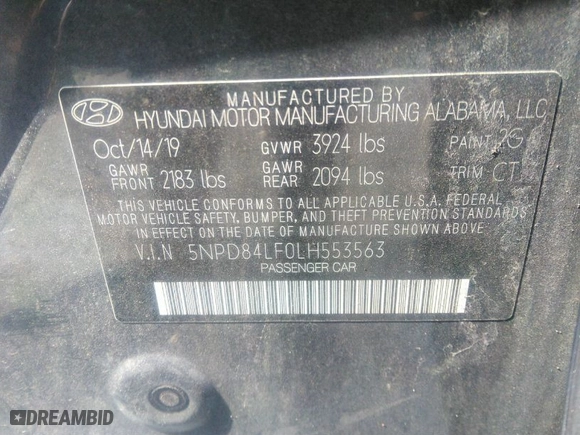 MANUFACTURED BY
HYUNDAI MOTOR MANUFACTURING ALABAMA, LLC
Oct/14/19 GVWR 3924 lbs PAINT 2G
GAWR FRONT 2183 lbs GAWR REAR 2094 lbs TRIM CT
THIS VEHICLE CONFORMS TO ALL APPLICABLE U.S.A. FEDERAL
MOTOR VEHICLE SAFETY, BUMPER, AND THEFT PREVENTION STANDARDS
IN EFFECT ON THE DATE OF MANUFACTURE SHOWN ABOVE
V.I.N 5NPD84LF0LH553563
PASSENGER CAR
DREAMBID